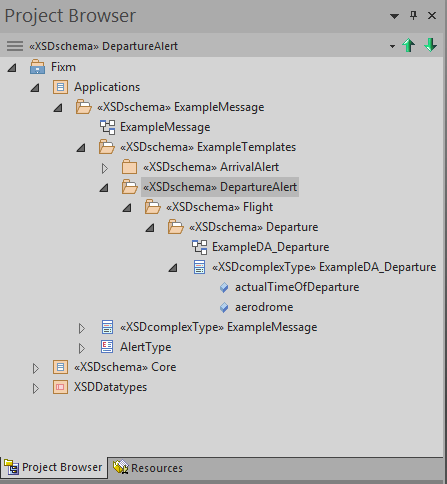 Project Browser
«XSDschema» DepartureAlert
Fixm
Applications
«XSDschema» ExampleMessage
ExampleMessage
«XSDschema» ExampleTemplates
«XSDschema» ArrivalAlert
«XSDschema» DepartureAlert
«XSDschema» Flight
«XSDschema» Departure
ExampleDA_Departure
«XSDcomplexType» ExampleDA_Departure
actualTimeOfDeparture
aerodrome
«XSDcomplexType» ExampleMessage
AlertType
«XSDschema» Core
XSDDatatypes
Project Browser Resources